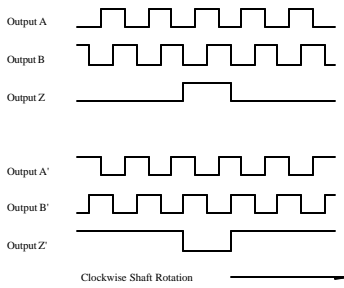 Output A
Output B
Output Z
Output A'
Output B'
Output Z'
Clockwise Shaft Rotation